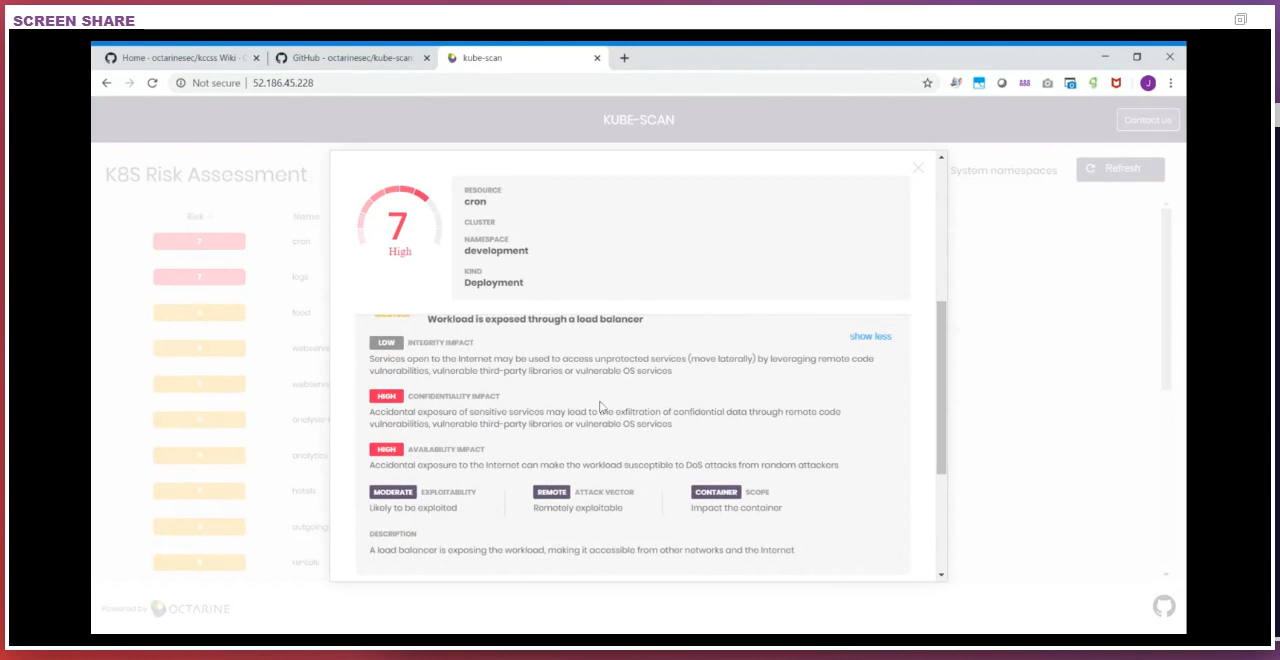 SCREEN SHARE
Home - octarinesec/kccss Wiki - G
GitHub - octarinesec/kube-scan
kube-scan
Not secure | 52.186.45.228
KUBE-SCAN
Contact us
K8S Risk Assessment
System namespaces
Refresh
Risk
Name
7
cron
7
logs
food
webserve
webserve
analysis-
analytics
hotels
outgoing
rentals
7
High
RESOURCE
cron
CLUSTER
NAMESPACE
development
KIND
Deployment
Workload is exposed through a load balancer
LOW INTEGRITY IMPACT
show less
Services open to the Internet may be used to access unprotected services (move laterally) by leveraging remote code
vulnerabilities, vulnerable third-party libraries or vulnerable OS services
HIGH CONFIDENTIALITY IMPACT
Accidental exposure of sensitive services may lead to the exfiltration of confidential data through remote code
vulnerabilities, vulnerable third-party libraries or vulnerable OS services
HIGH AVAILABILITY IMPACT
Accidental exposure to the Internet can make the workload susceptible to DoS attacks from random attackers
MODERATE EXPLOITABILITY
Likely to be exploited
REMOTE ATTACK VECTOR
Remotely exploitable
CONTAINER SCOPE
Impact the container
DESCRIPTION
A load balancer is exposing the workload, making it accessible from other networks and the Internet
Powered by OCTARINE